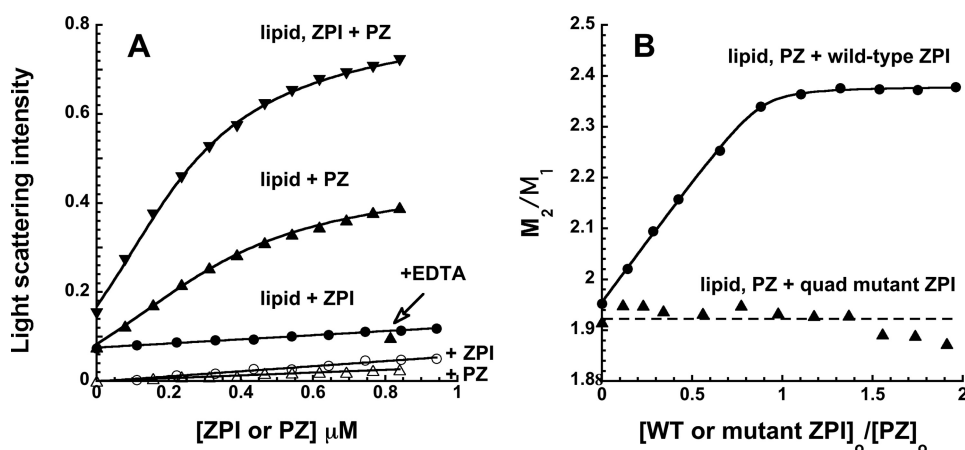 A
B
lipid, ZPI + PZ
lipid + PZ
+EDTA
lipid + ZPI
+ ZPI
+ PZ
Light scattering intensity
0.8
0.6
0.4
0.2
0
0 0.2 0.4 0.6 0.8 1
[ZPI or PZ] μM
lipid, PZ + wild-type ZPI
lipid, PZ + quad mutant ZPI
M2/M1
2.5
2.4
2.3
2.2
2.1
2
1.9
1.88
0 0.5 1 1.5 2
[WT or mutant ZPI]o/[PZ]o